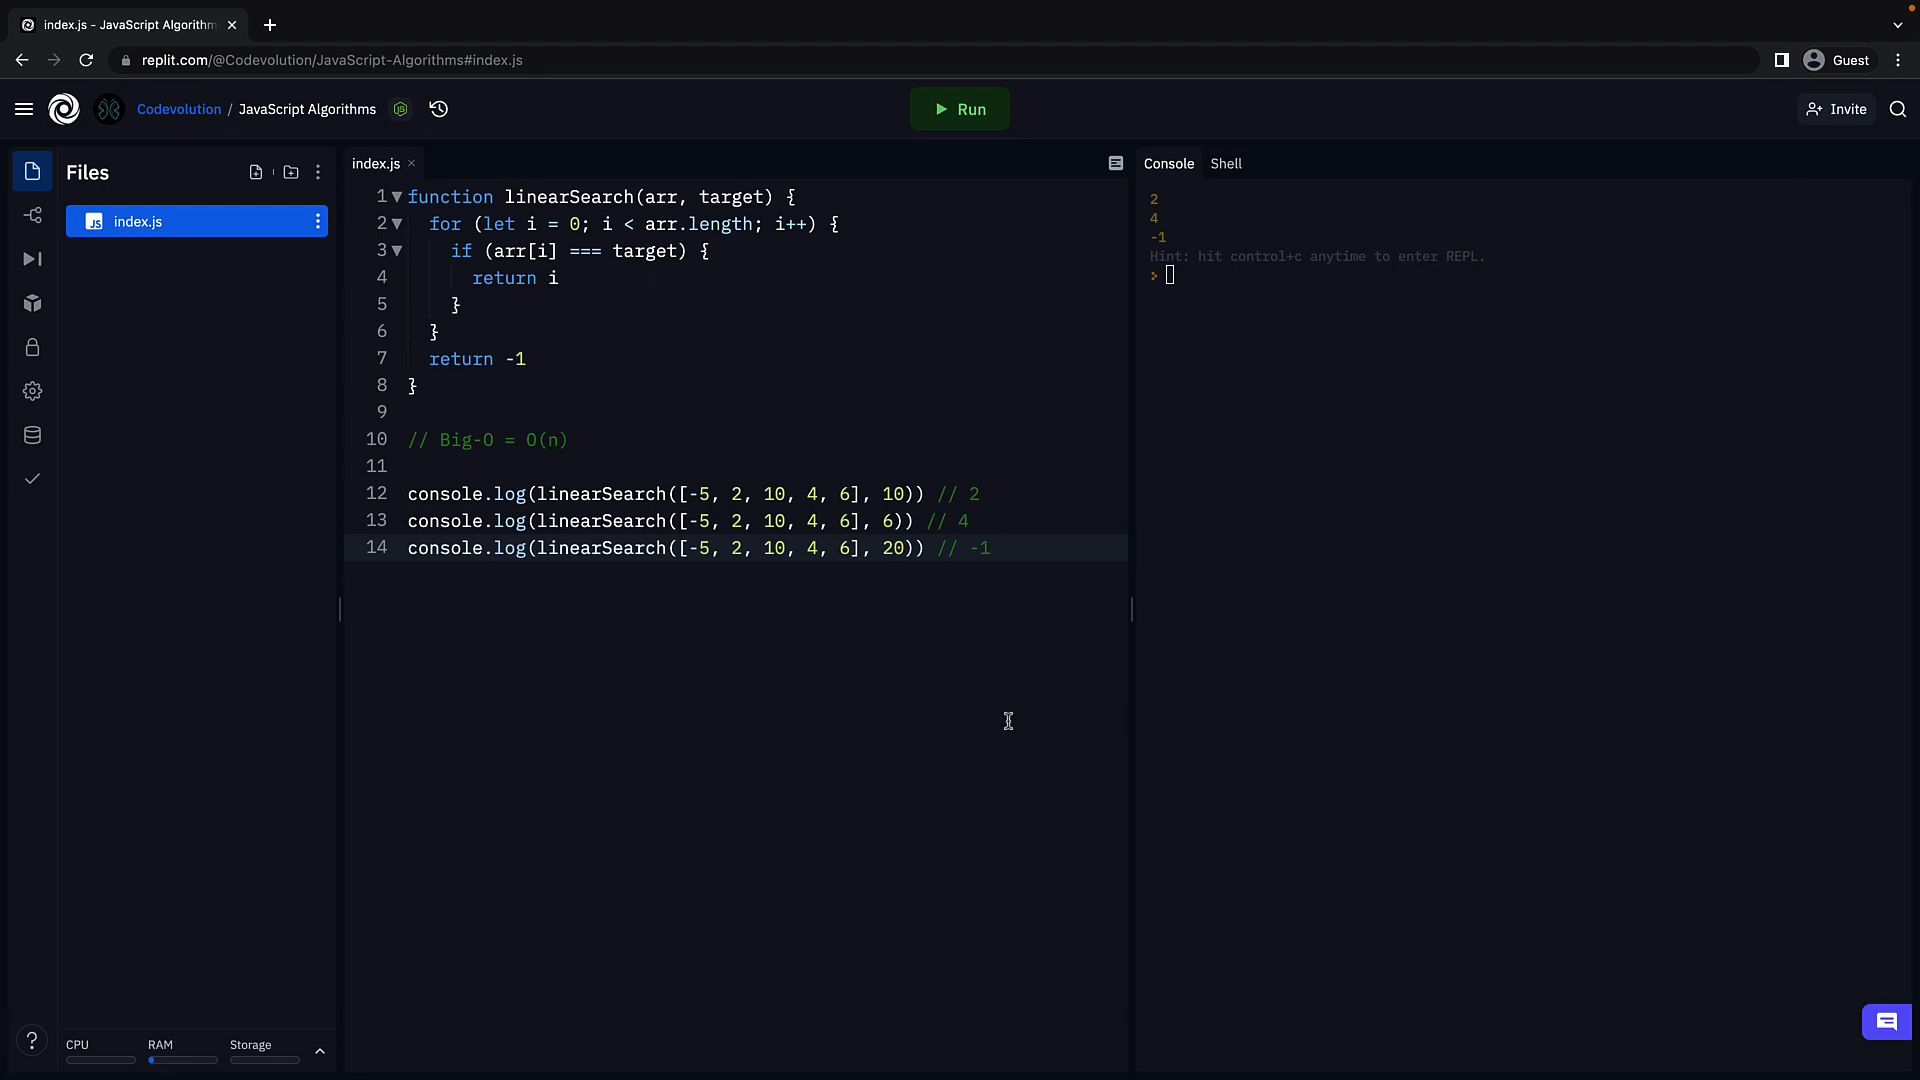 index.js - JavaScript Algorithm
replit.com/@Codevolution/JavaScript-Algorithms#index.js
Guest
Codevolution / JavaScript Algorithms
Run
Invite
Files
index.js
index.js
1 function linearSearch(arr, target) {
2 for (let i = 0; i < arr.length; i++) {
3 if (arr[i] === target) {
4 return i
5 }
6 }
7 return -1
8 }
9
10 // Big-O = O(n)
11
12 console.log(linearSearch([-5, 2, 10, 4, 6], 10)) // 2
13 console.log(linearSearch([-5, 2, 10, 4, 6], 6)) // 4
14 console.log(linearSearch([-5, 2, 10, 4, 6], 20)) // -1
Console Shell
2
4
-1
Hint: hit control+c anytime to enter REPL.
CPU RAM Storage